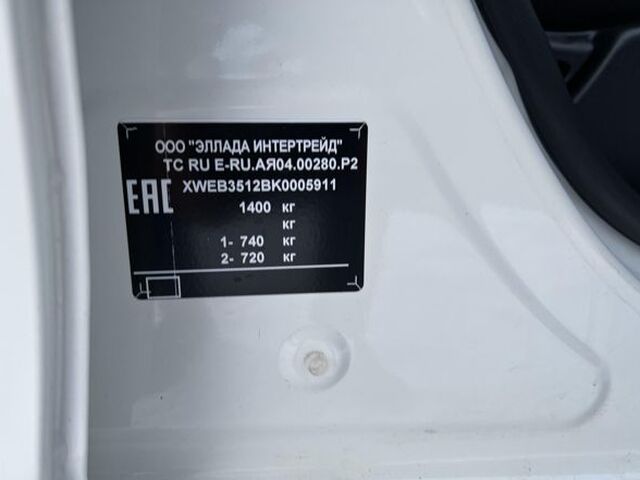 ООО "ЭЛЛАДА ИНТЕРТРЕЙД"
ТС RU E-RU.АЯ04.00280.Р2
XWEB3512BK0005911
EAC
1400 кг
кг
1- 740 кг
2- 720 кг